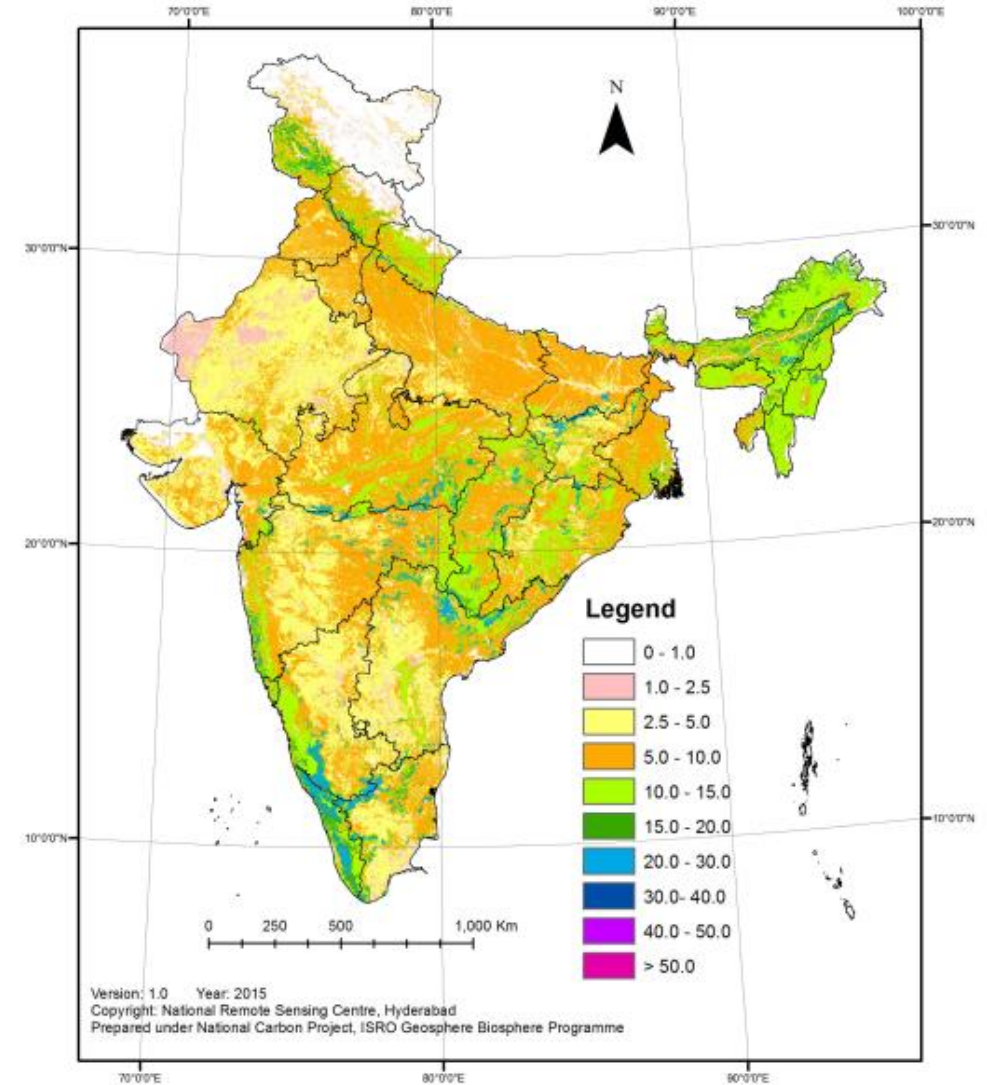 70°0'0"E 80°0'0"E 90°0'0"E 100°0'0"E
N
30°0'0"N 30°0'0"N
20°0'0"N 20°0'0"N
Legend
0 - 1.0
1.0 - 2.5
2.5 - 5.0
5.0 - 10.0
10.0 - 15.0
15.0 - 20.0
20.0 - 30.0
30.0- 40.0
40.0 - 50.0
> 50.0
10°0'0"N 10°0'0"N
0 250 500 1,000 Km
Version: 1.0 Year: 2015
Copyright: National Remote Sensing Centre, Hyderabad
Prepared under National Carbon Project, ISRO Geosphere Biosphere Programme
70°0'0"E 80°0'0"E 90°0'0"E